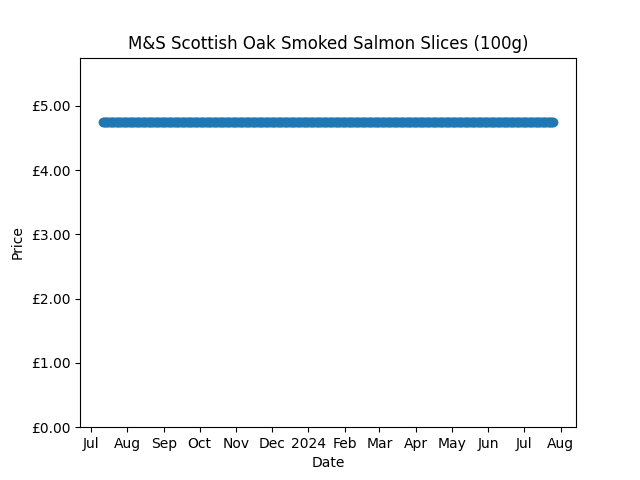 M&S Scottish Oak Smoked Salmon Slices (100g)
£5.00
£4.00
£3.00
£2.00
£1.00
£0.00
Price
Jul Aug Sep Oct Nov Dec 2024 Feb Mar Apr May Jun Jul Aug
Date